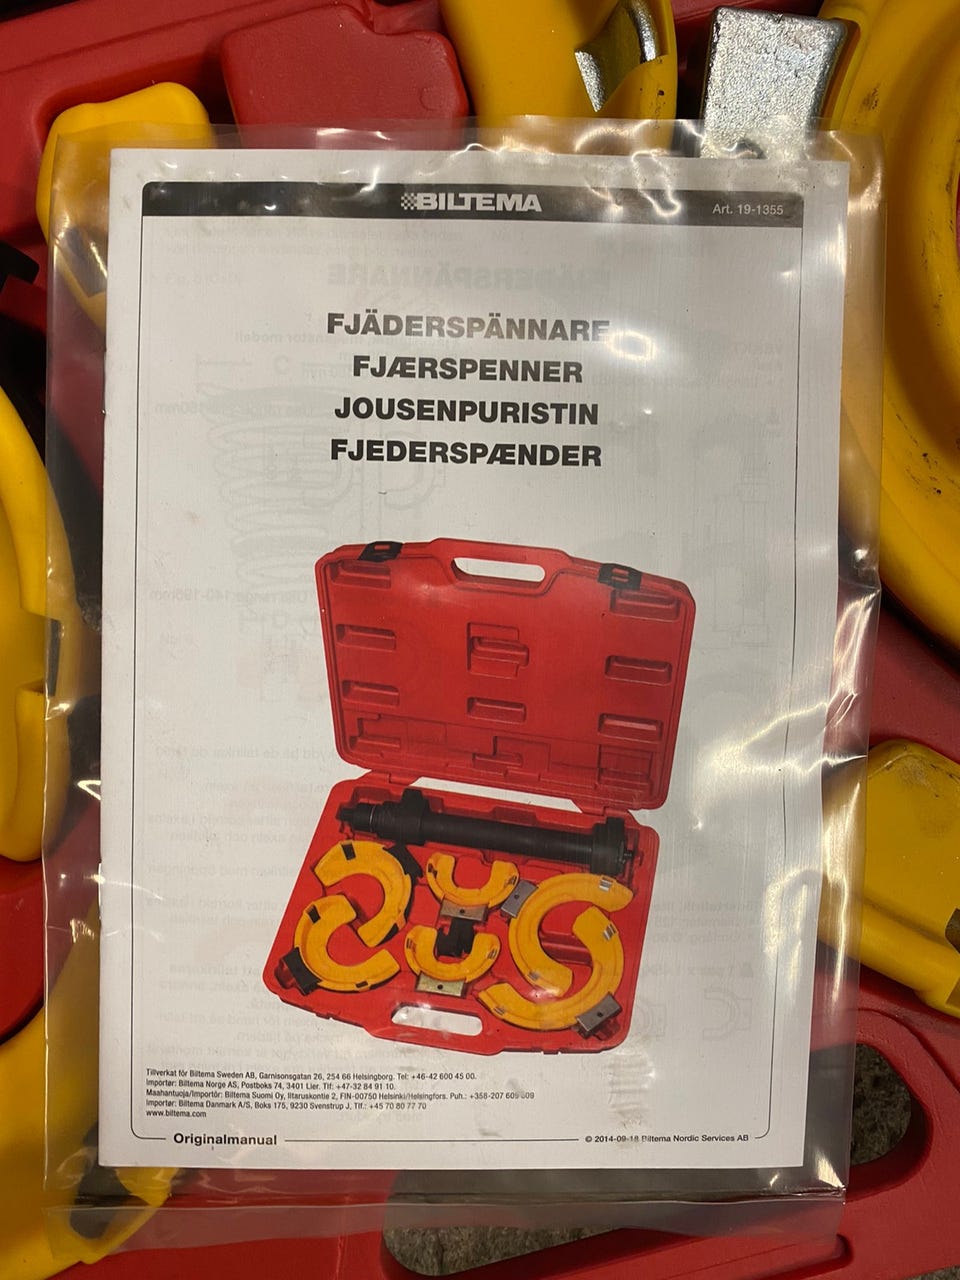 BILTEMA
Art. 19-1355
FJÄDERSPÄNNARE
FJÆRSPENNER
JOUSENPURISTIN
FJEDERSPÆNDER
Tillverkat för Biltema Sweden AB, Garnisonsgatan 26, 254 66 Helsingborg. Tel: +46-42 600 45 00.
Importør: Biltema Norge AS, Postboks 74, 3401 Lier. Tlf: +47-32 84 91 10.
Maahantuoja/Importör: Biltema Suomi Oy, Iitaruskontie 2, FIN-00750 Helsinki/Helsingfors. Puh.: +358-207 609 609
Importør: Biltema Danmark A/S, Boks 175, 9230 Svenstrup J, Tlf.: +45 70 80 77 70
www.biltema.com
Originalmanual
© 2014-09-18 Biltema Nordic Services AB